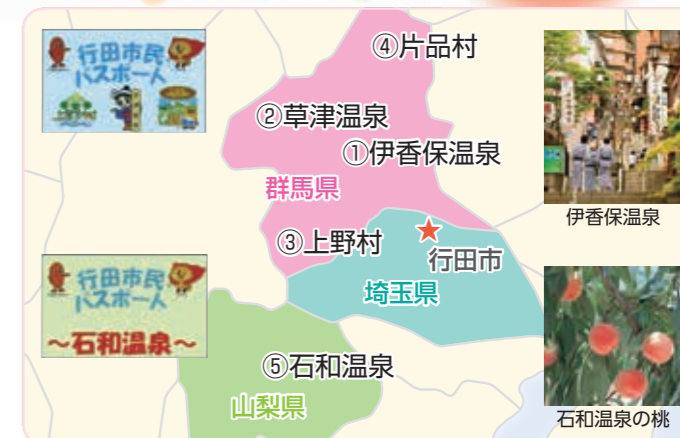 行田市民
パスポート
④片品村
②草津温泉
①伊香保温泉
群馬県
伊香保温泉
③上野村
行田市
埼玉県
行田市民
パスポート
～石和温泉～
⑤石和温泉
山梨県
石和温泉の桃